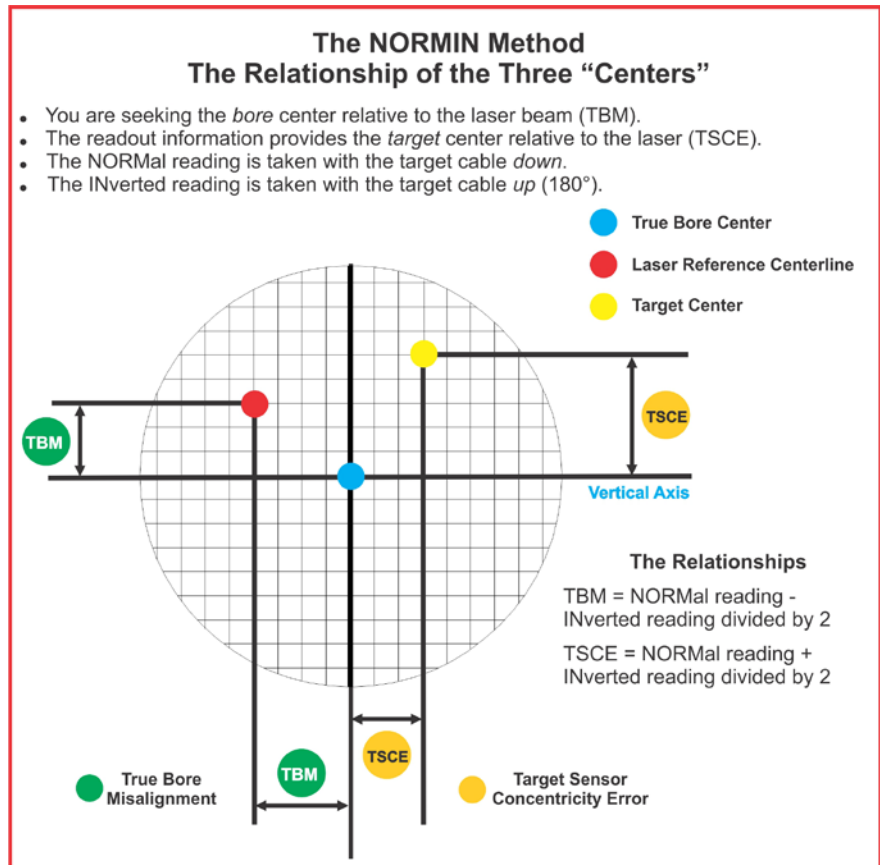 The NORMIN Method
The Relationship of the Three “Centers”
• You are seeking the bore center relative to the laser beam (TBM).
• The readout information provides the target center relative to the laser (TSCE).
• The NORMal reading is taken with the target cable down.
• The INverted reading is taken with the target cable up (180°).
True Bore Center
Laser Reference Centerline
Target Center
TBM
TSCE
Vertical Axis
The Relationships
TBM = NORMal reading -
INverted reading divided by 2
TSCE = NORMal reading +
INverted reading divided by 2
TSCE
TBM
True Bore
Misalignment
Target Sensor
Concentricity Error